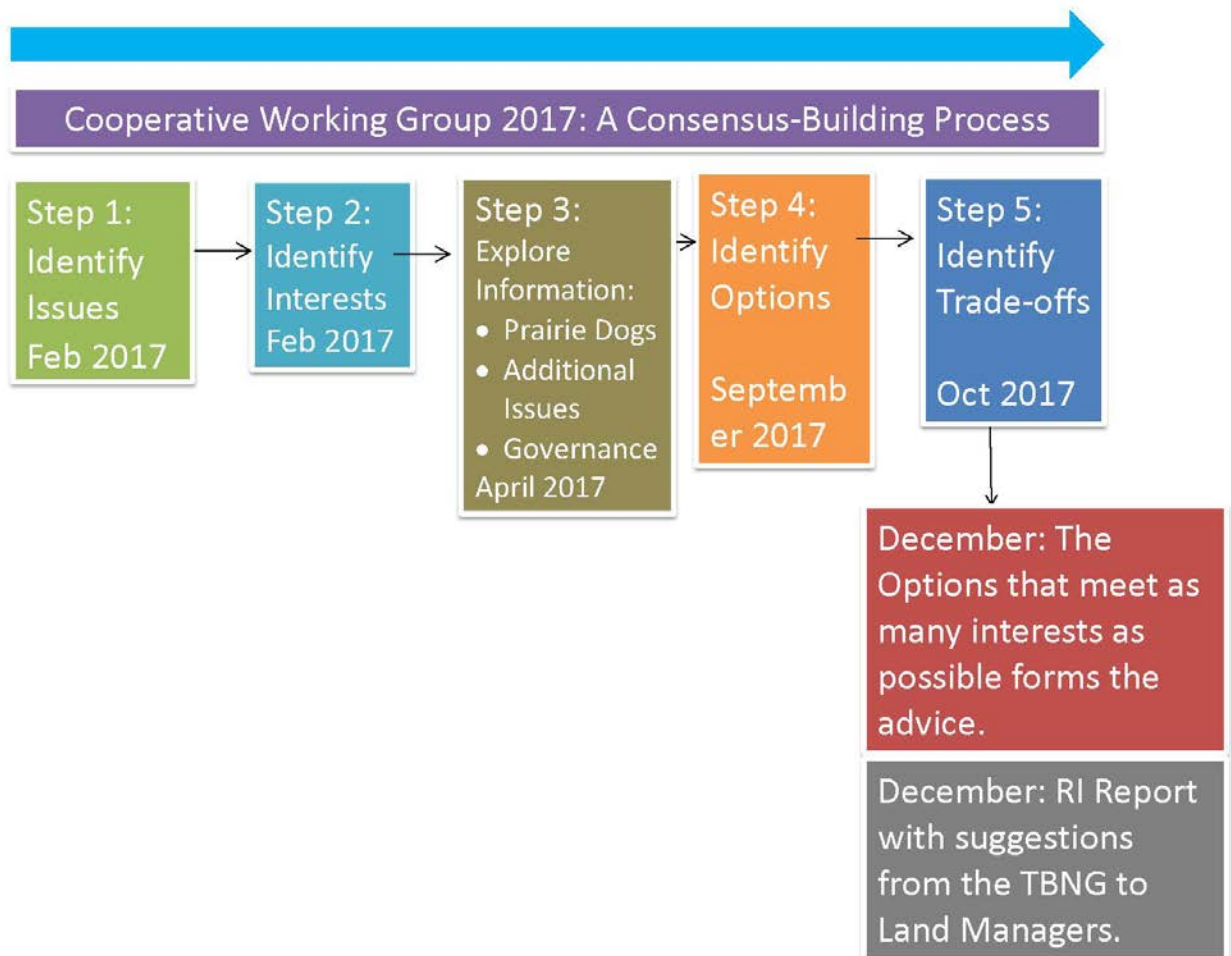 Cooperative Working Group 2017: A Consensus-Building Process
Step 1:
Identify
Issues
Feb 2017
Step 2:
Identify
Interests
Feb 2017
Step 3:
Explore
Information:
• Prairie Dogs
• Additional
Issues
• Governance
April 2017
Step 4:
Identify
Options
Septemb
er 2017
Step 5:
Identify
Trade-offs
Oct 2017
December: The
Options that meet as
many interests as
possible forms the
advice.
December: RI Report
with suggestions
from the TBNG to
Land Managers.